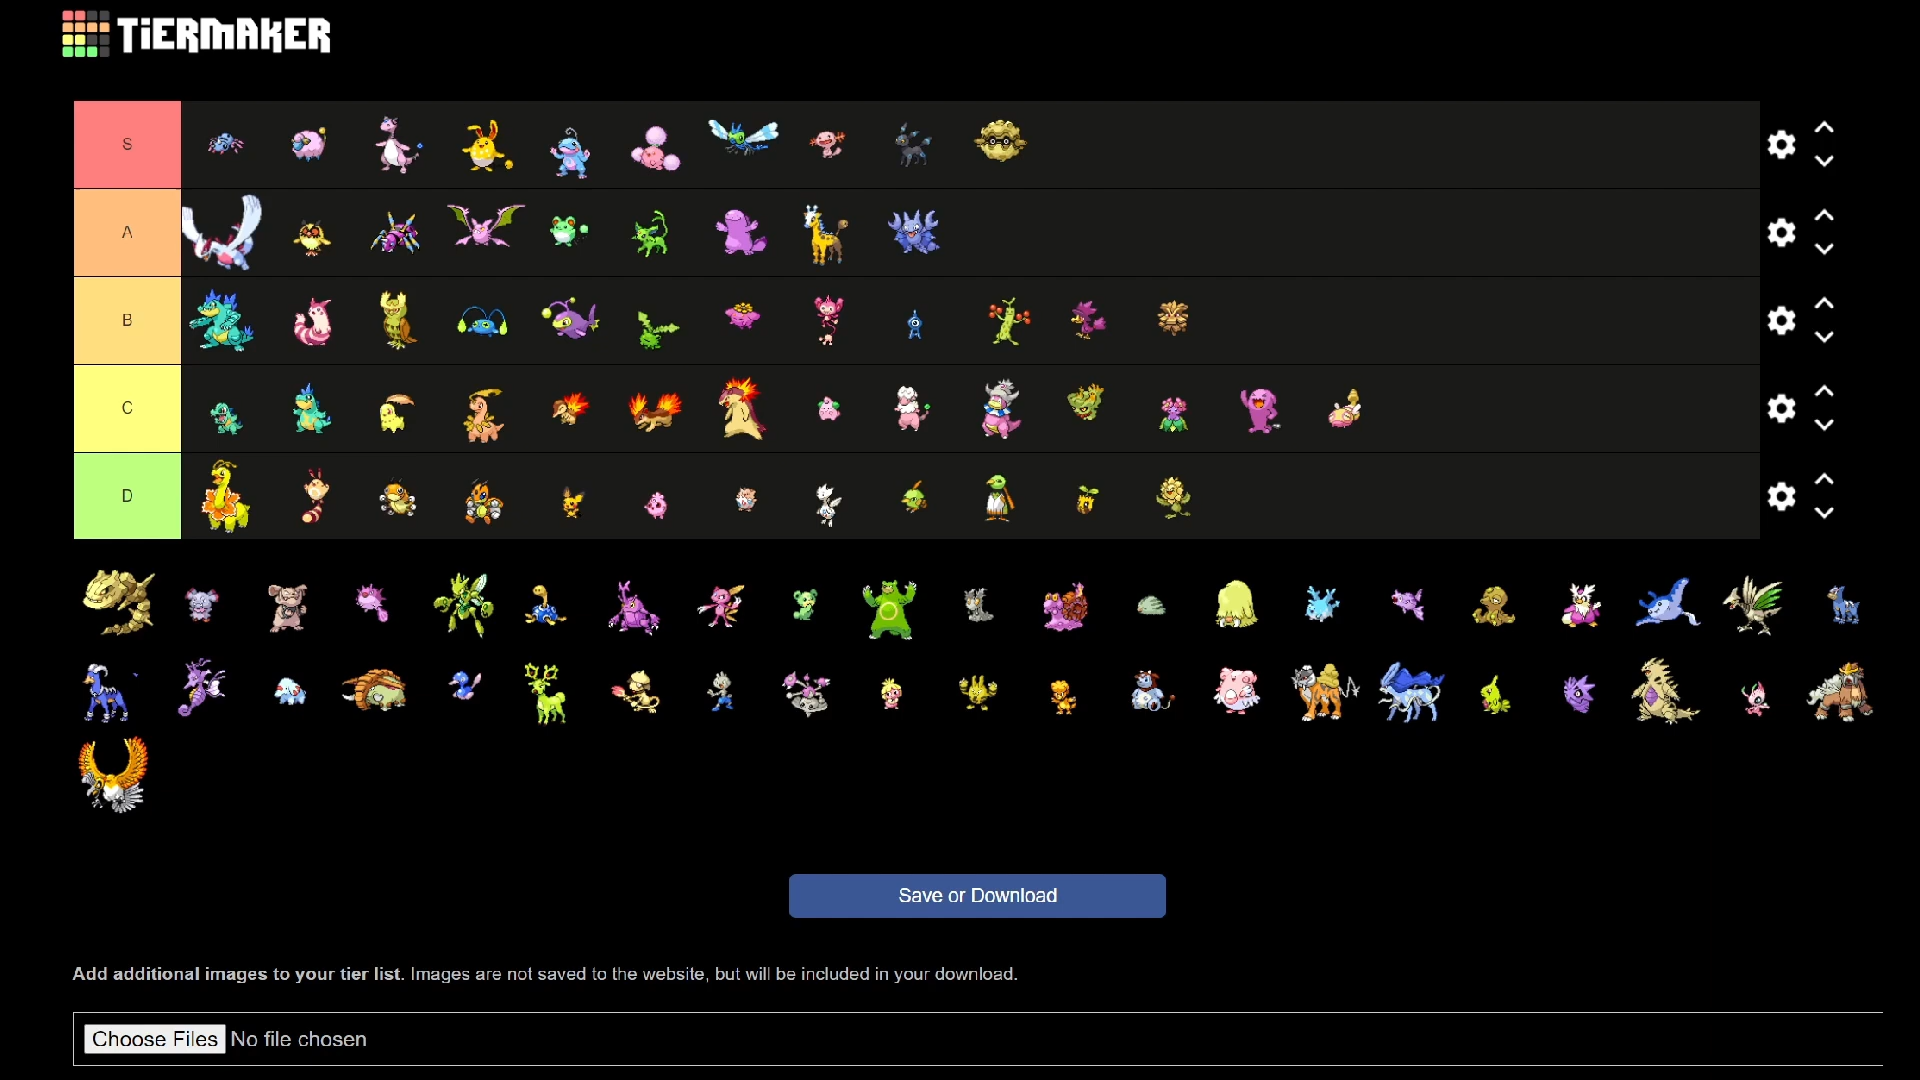 TiERMAKER
S
A
B
C
D
Save or Download
Add additional images to your tier list. Images are not saved to the website, but will be included in your download.
Choose Files No file chosen